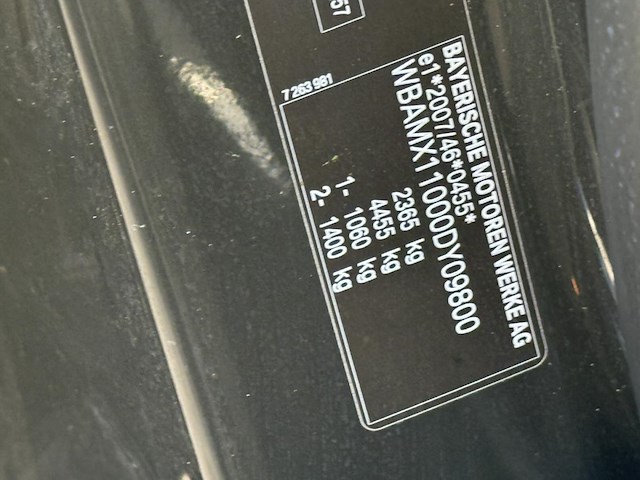 57
7 263 981
BAYERISCHE MOTOREN WERKE AG
e1*2007/46*0455*
WBAMX11000DY09800
2365 kg
4455 kg
1- 1060 kg
2- 1400 kg